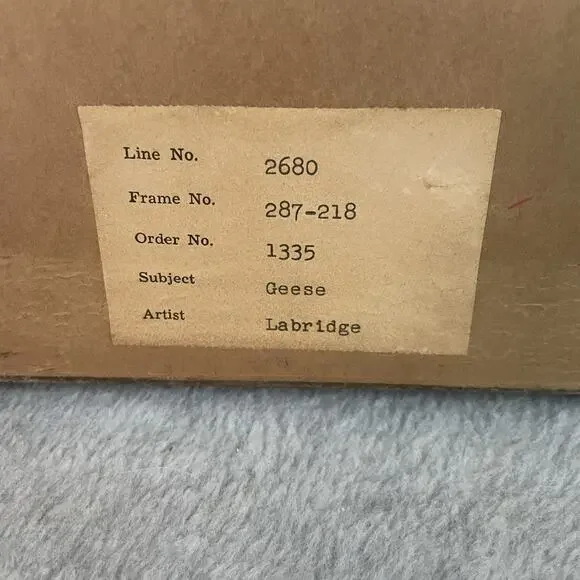 Line No. 2680
Frame No. 287-218
Order No. 1335
Subject Geese
Artist Labridge